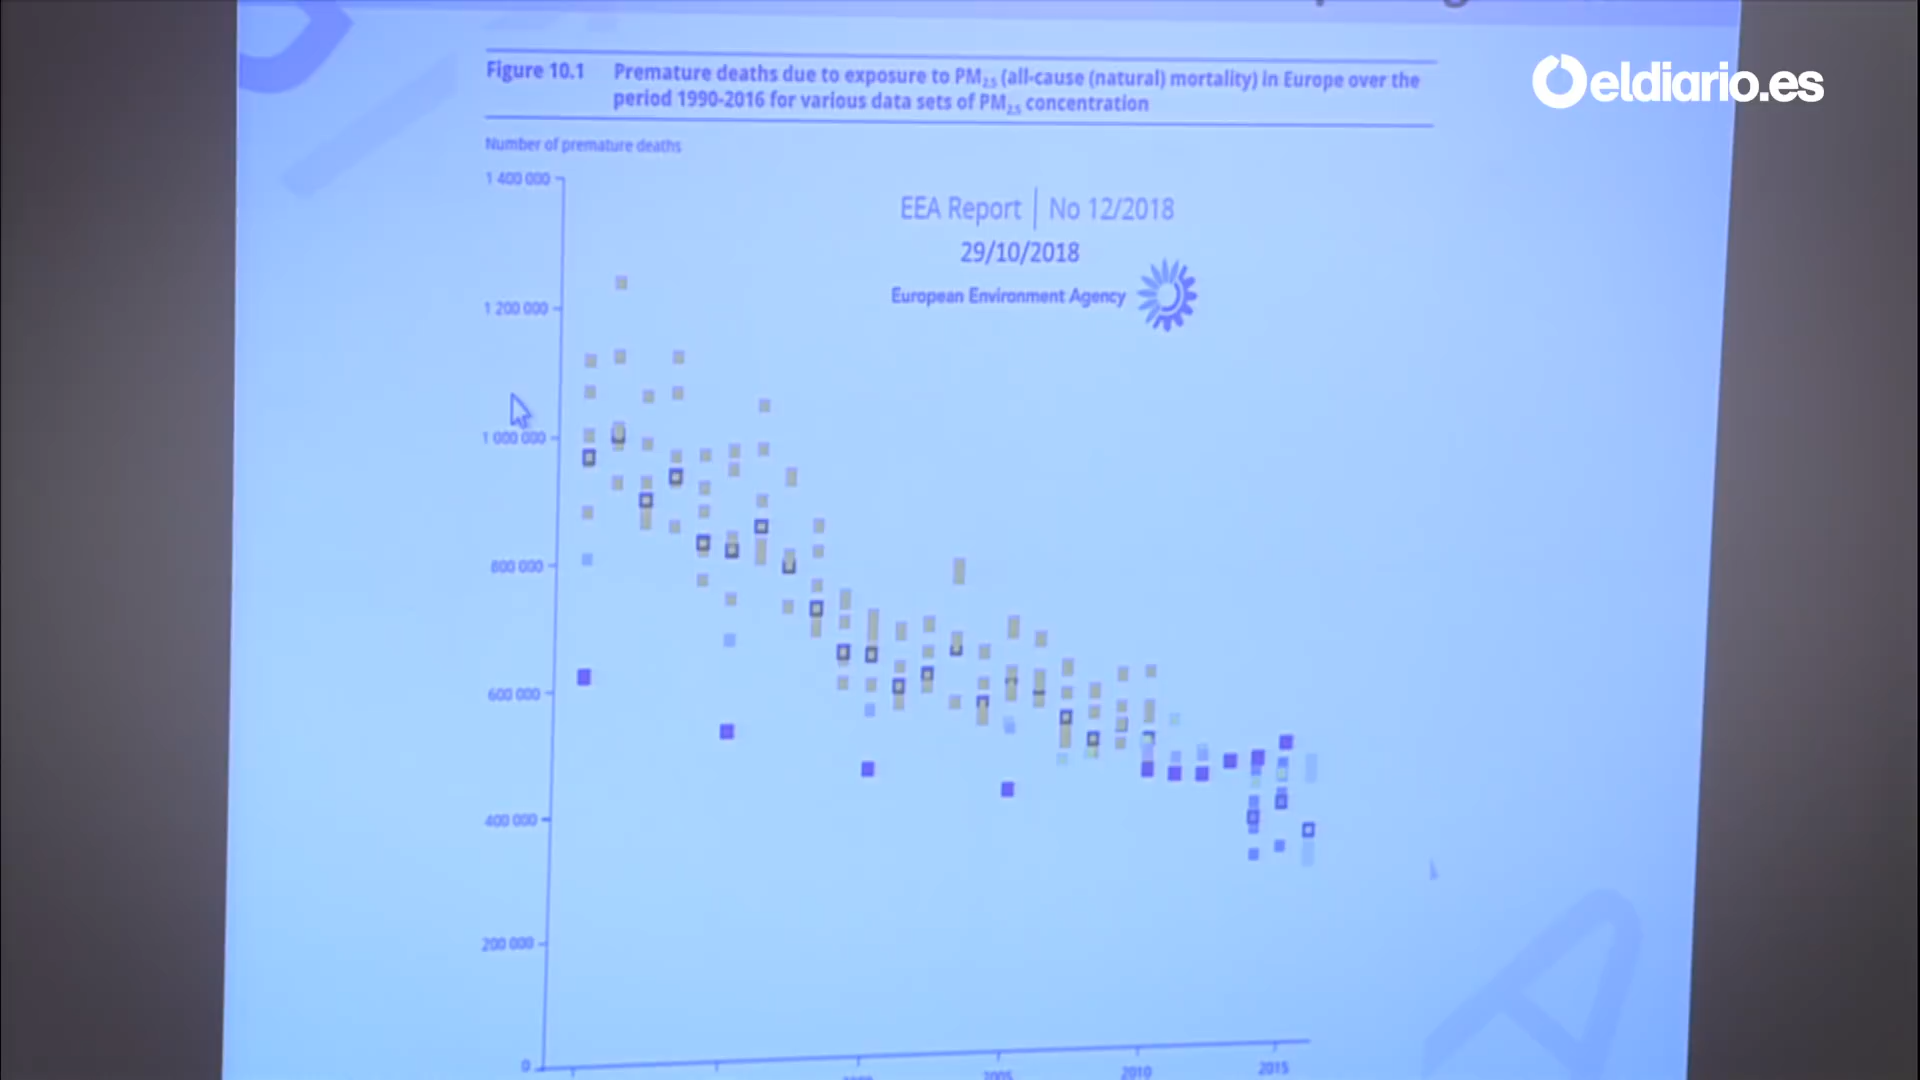 eldiario.es
Figure 10.1 Premature deaths due to exposure to PM2.5 (all-cause (natural) mortality) in Europe over the
period 1990-2016 for various data sets of PM2.5 concentration
Number of premature deaths
1 400 000
EEA Report | No 12/2018
29/10/2018
European Environment Agency
1 200 000
1 000 000
800 000
600 000
400 000
200 000
0
2005
2010
2015